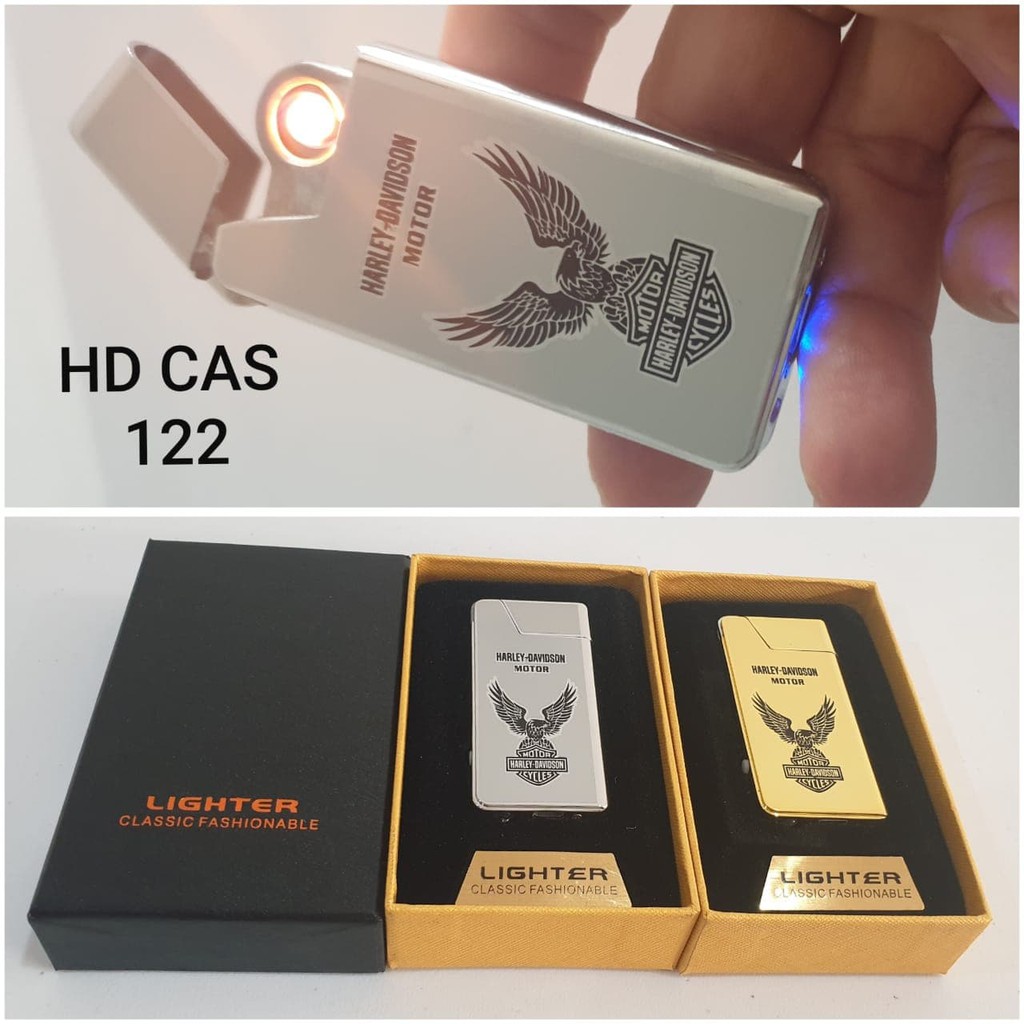 HARLEY-DAVIDSON
MOTOR
MOTOR
HARLEY-DAVIDSON
CYCLES
HD CAS
122
LIGHTER
CLASSIC FASHIONABLE
HARLEY-DAVIDSON
MOTOR
MOTOR
HARLEY-DAVIDSON
CYCLES
LIGHTER
CLASSIC FASHIONABLE
HARLEY-DAVIDSON
MOTOR
MOTOR
HARLEY-DAVIDSON
CYCLES
LIGHTER
CLASSIC FASHIONABLE